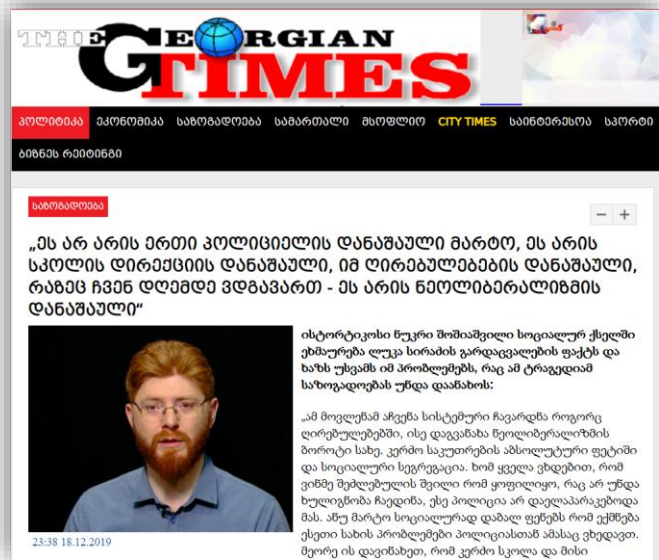 THE GEORGIAN
TIMES
პოლიტიკა ეკონომიკა საზოგადოება სამართალი მსოფლიო CITY TIMES საინტერესოა სპორტი
ბიზნეს რეიტინგი
საზოგადოება
„ეს არ არის ერთი პოლიციელის დანაშაული მარტო, ეს არის
სკოლის დირექციის დანაშაული, იმ ღირებულებების დანაშაული,
რაზეც ჩვენ დღემდე ვდგავართ - ეს არის ნეოლიბერალიზმის
დანაშაული“
ისტორტიკოსი ნუკრი შოშიაშვილი სოციალურ ქსელში
ეხმაურება ლუკა სირაძის გარდაცვალების ფაქტს და
ხაზს უსვამს იმ პრობლემებს, რაც ამ ტრაგედიამ
საზოგადოებას უნდა დაანახოს:
„ამ მოვლენამ აჩვენა სისტემური ჩავარდნა როგორც
ღირებულებებში, ისე დაგვანახა ნეოლიბერალიზმის
ბოროტი სახე. კერძო საკუთრების აბსოლუტური ფეტიში
და სოციალური სეგრეგაცია. ხომ ყველა ვხდებით, რომ
ვინმე შეძლებულის შვილი რომ ყოფილიყო, რაც არ უნდა
ხულიგნობა ჩაედინა, ესე პოლიცია არ დაელაპარაკებოდა
მას. ანუ მარტო სოციალურად დაბალ ფენებს რომ ექმნება
ესეთი სახის პრობლემები პოლიციასთან ამასაც ვხედავთ.
მეორე ის დავინახეთ, რომ კერძო სკოლა და მისი
23:38 18.12.2019